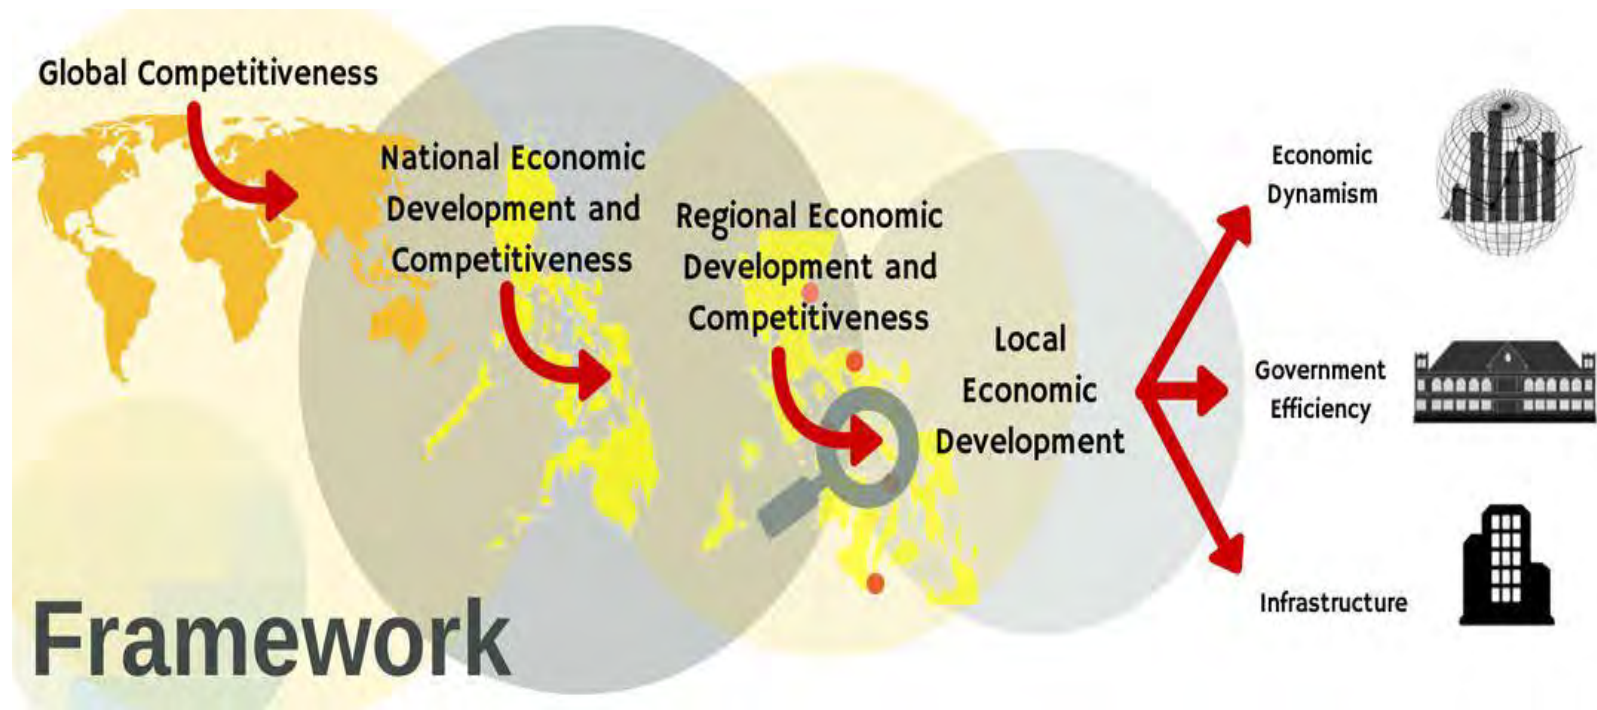 Global Competitiveness
National Economic
Development and
Competitiveness
Regional Economic
Development and
Competitiveness
Local
Economic
Development
Economic
Dynamism
Government
Efficiency
Infrastructure
Framework